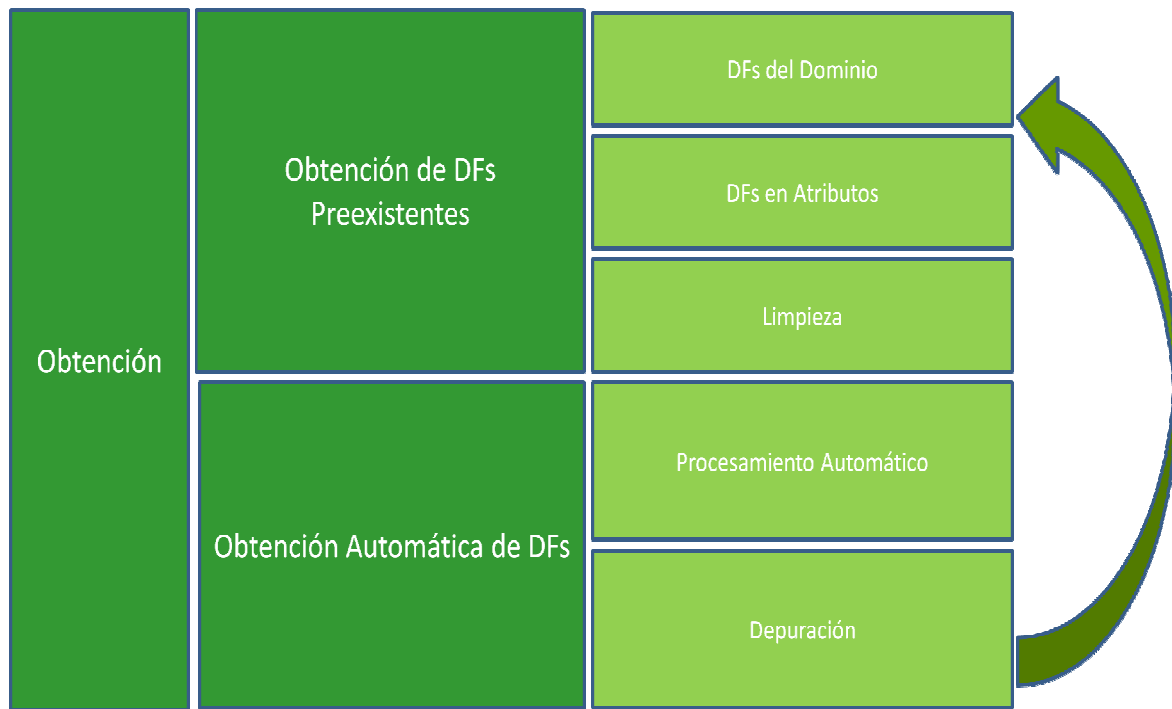 Obtención
Obtención de DFs
Preexistentes
DFs del Dominio
DFs en Atributos
Limpieza
Obtención Automática de DFs
Procesamiento Automático
Depuración